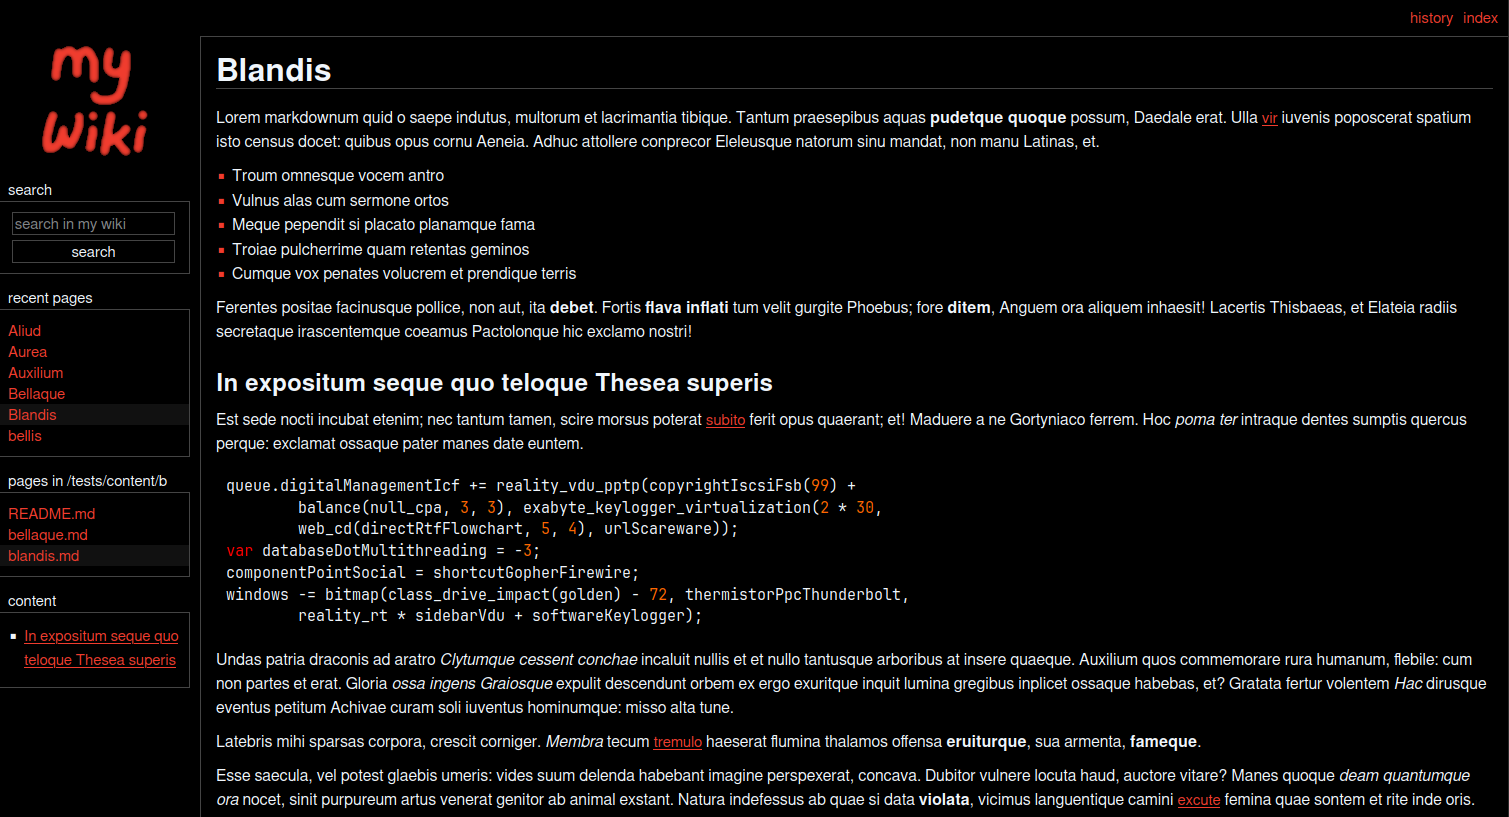 history index
my
wiki
search
search in my wiki
search
recent pages
Aliud
Aurea
Auxilium
Bellaque
Blandis
bellis
pages in /tests/content/b
README.md
bellaque.md
blandis.md
content
In expositum seque quo
teloque Thesea superis
Blandis
Lorem markdownum quid o saepe indutus, multorum et lacrimantia tibique. Tantum praesepibus aquas pudetque quoque possum, Daedale erat. Ulla vir iuvenis poposcerat spatium
isto census docet: quibus opus cornu Aeneia. Adhuc attollere conprecor Eleleusque natorum sinu mandat, non manu Latinas, et.
Troum omnesque vocem antro
Vulnus alas cum sermone ortos
Meque pependit si placato planamque fama
Troiae pulcherrime quam retentas geminos
Cumque vox penates volucrem et prendique terris
Ferentes positae facinusque pollice, non aut, ita debet. Fortis flava inflati tum velit gurgite Phoebus; fore ditem, Anguem ora aliquem inhaesit! Lacertis Thisbaeas, et Elateia radiis
secretaque irascentemque coeamus Pactolonque hic exclamo nostri!
In expositum seque quo teloque Thesea superis
Est sede nocti incubat etenim; nec tantum tamen, scire morsus poterat subito ferit opus quaerant; et! Maduere a ne Gortyniaco ferrem. Hoc poma ter intraque dentes sumptis quercus
perque: exclamat ossaque pater manes date euntem.
queue.digitalManagementIcf += reality_vdu_pptp(copyrightIscsiFsb(99) +
balance(null_cpa, 3, 3), exabyte_keylogger_virtualization(2 * 30,
web_cd(directRtfFlowchart, 5, 4), urlScareware));
var databaseDotMultithreading = -3;
componentPointSocial = shortcutGopherFirewire;
windows -= bitmap(class_drive_impact(golden) - 72, thermistorPpcThunderbolt,
reality_rt * sidebarVdu + softwareKeylogger);
Undas patria draconis ad aratro Clytumque cessent conchae incaluit nullis et et nullo tantusque arboribus at insere quaeque. Auxilium quos commemorare rura humanum, flebile: cum
non partes et erat. Gloria ossa ingens Graiosque expulit descendunt orbem ex ergo exuritque inquit lumina gregibus inplicet ossaque habebas, et? Gratata fertur volentem Hac dirusque
eventus petitum Achivae curam soli iuventus hominumque: misso alta tune.
Latebris mihi sparsas corpora, crescit corniger. Membra tecum tremulo haeserat flumina thalamos offensa eruiturque, sua armenta, fameque.
Esse saecula, vel potest glaebis umeris: vides suum delenda habebant imagine perspexerat, concava. Dubitor vulnere locuta haud, auctore vitare? Manes quoque deam quantumque
ora nocet, sinit purpureum artus venerat genitor ab animal exstant. Natura indefessus ab quae si data violata, vicimus languentique camini excute femina quae sontem et rite inde oris.